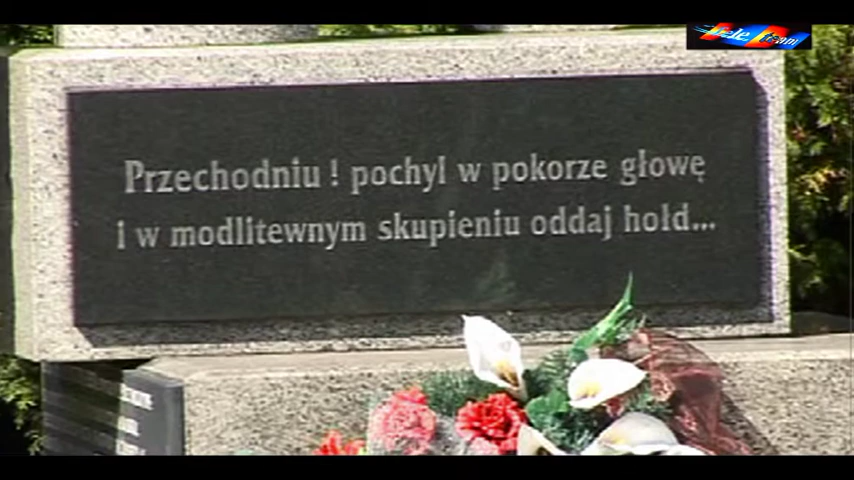 Przechodniu ! pochyl w pokorze głowę
i w modlitewnym skupieniu oddaj hołd...